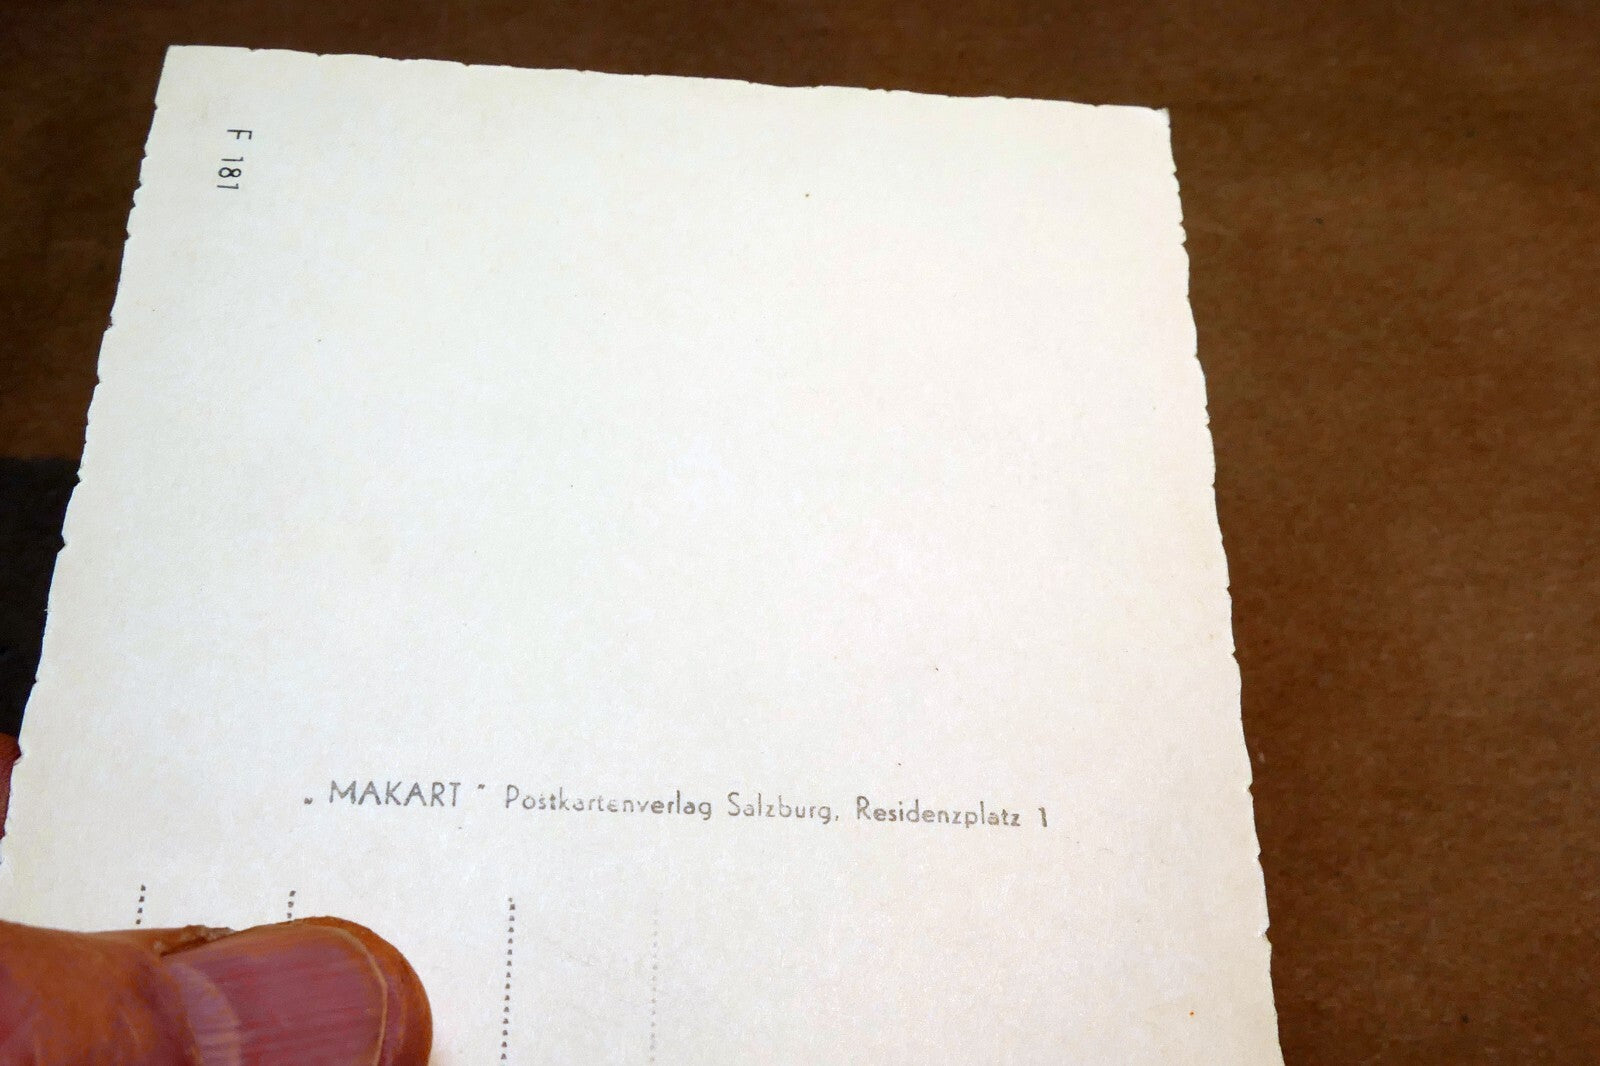 F 181
„ MAKART " Postkartenverlag Salzburg, Residenzplatz 1